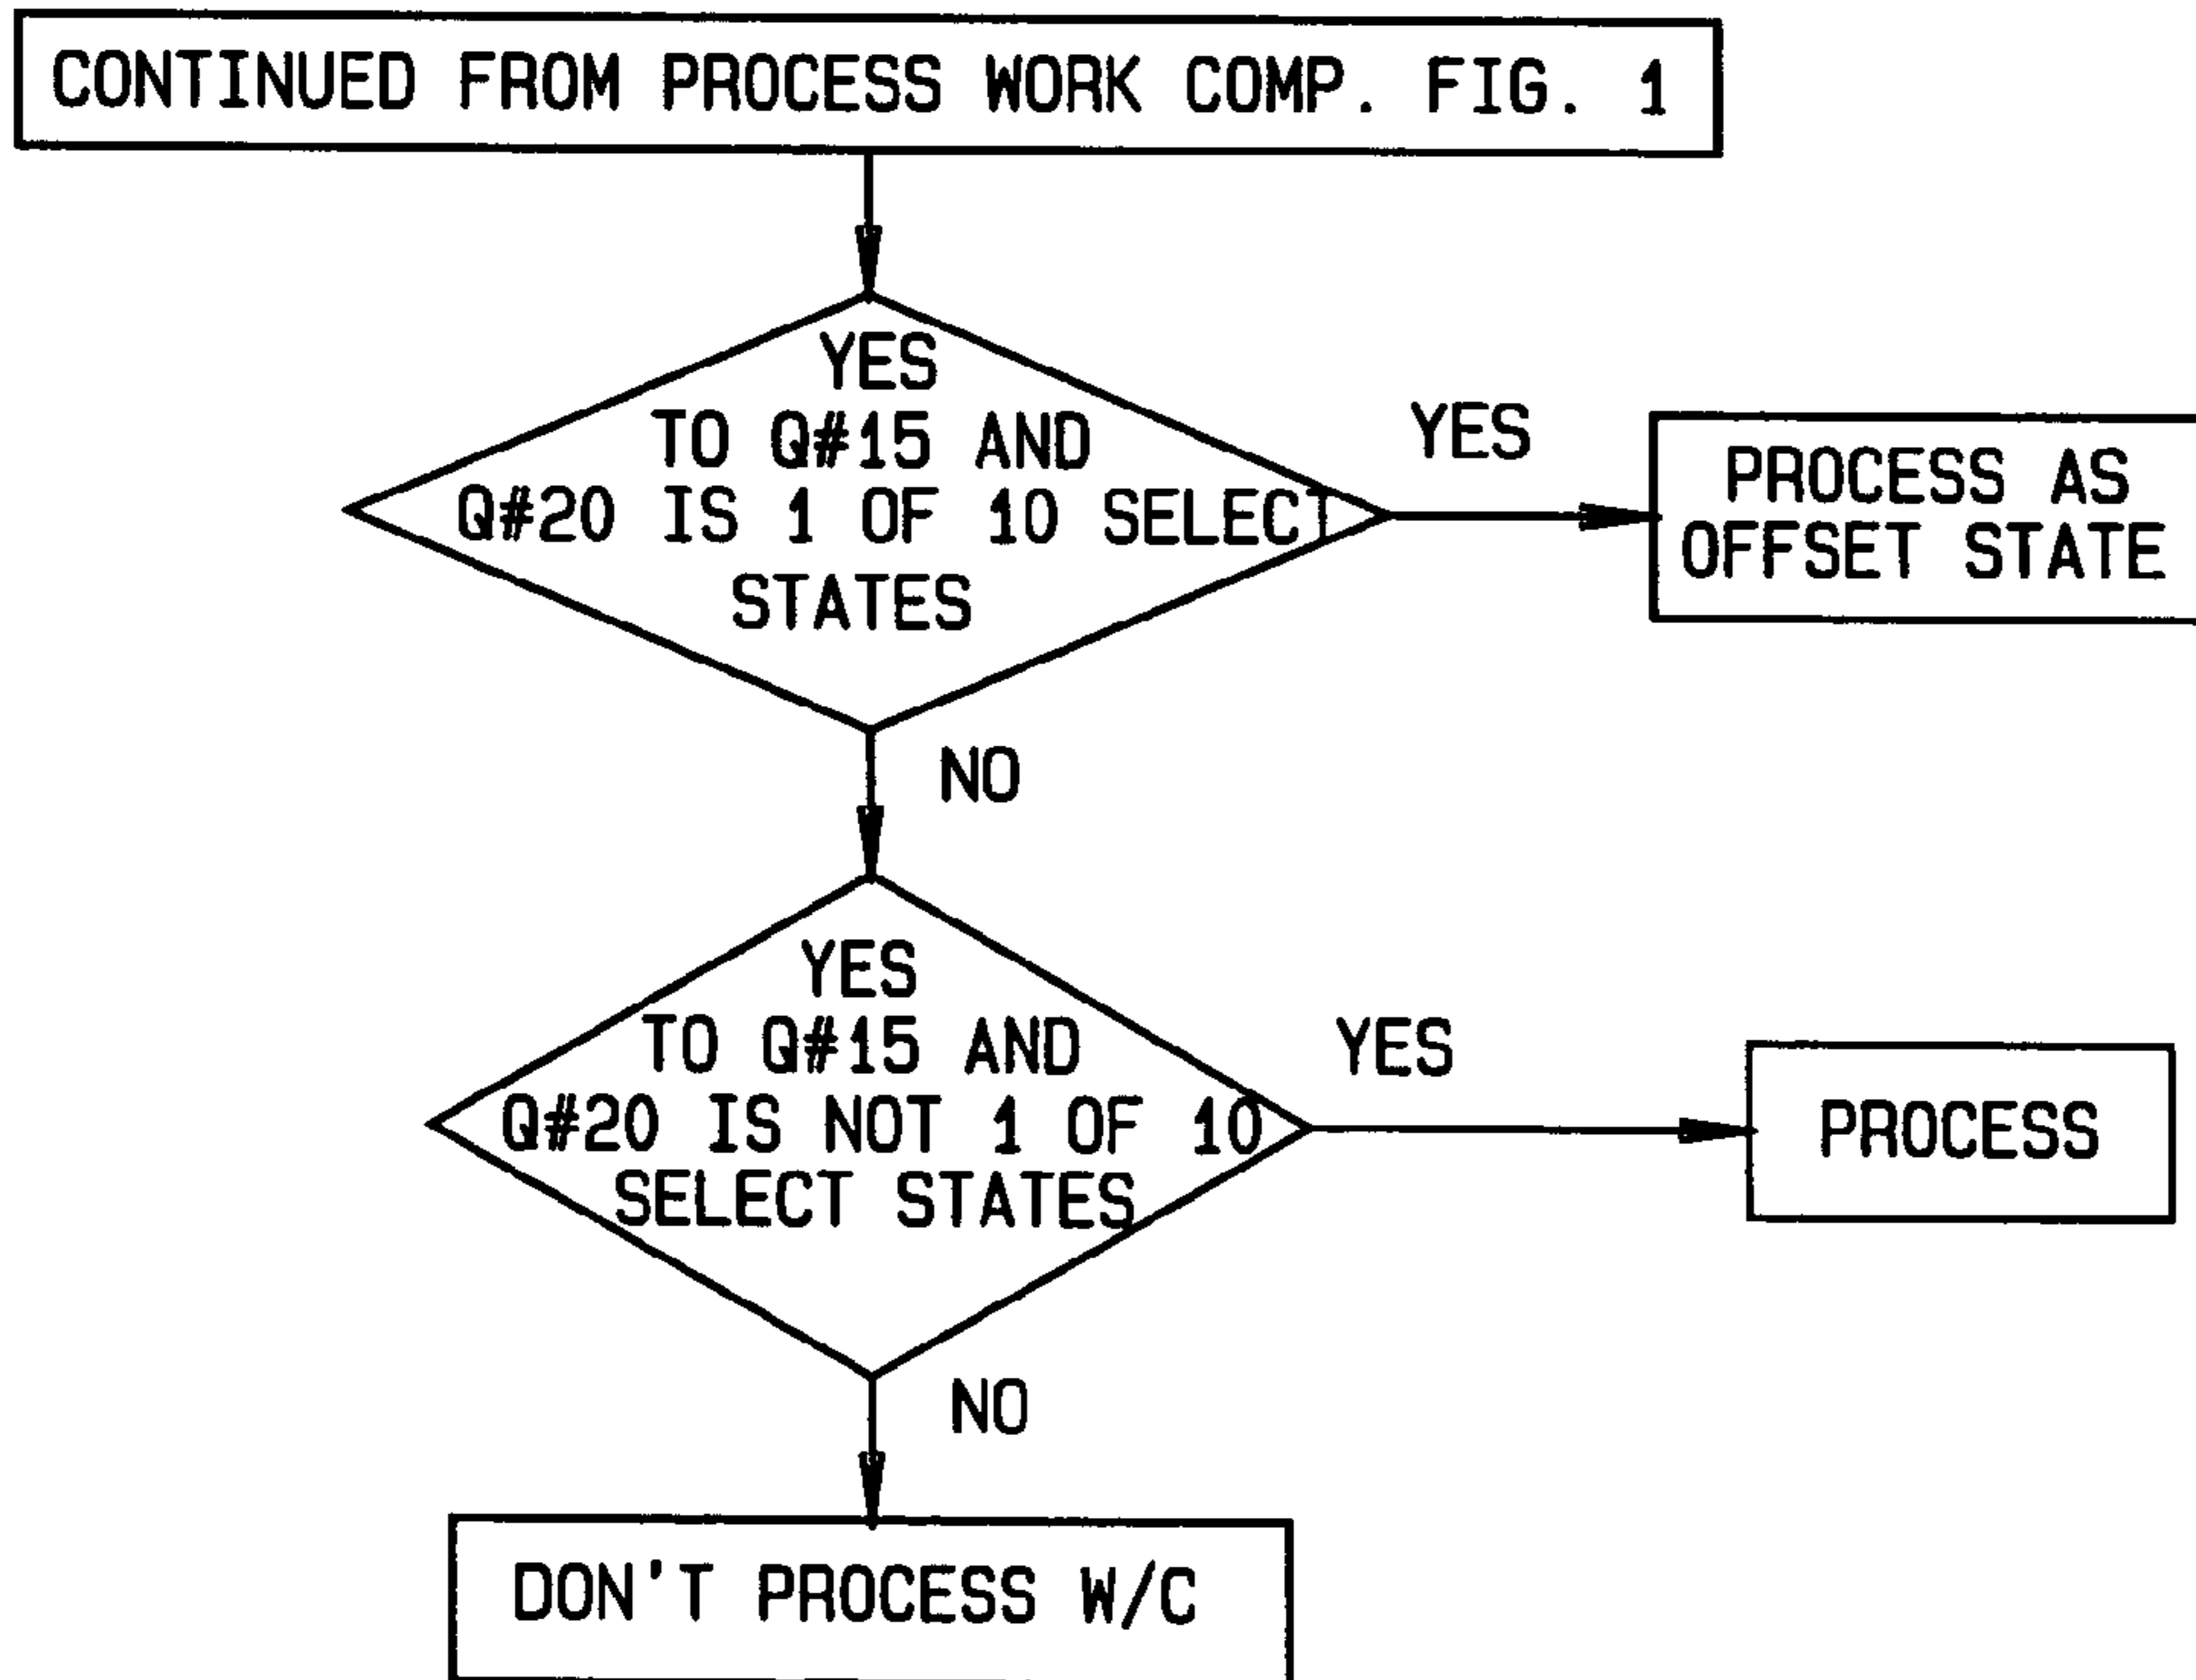 CONTINUED FROM PROCESS WORK COMP. FIG. 1
YES
TO Q#15 AND
Q#20 IS 1 OF 10 SELECT
STATES
YES
PROCESS AS
OFFSET STATE
NO
YES
TO Q#15 AND
Q#20 IS NOT 1 OF 10
SELECT STATES
YES
PROCESS
NO
DON'T PROCESS W/C